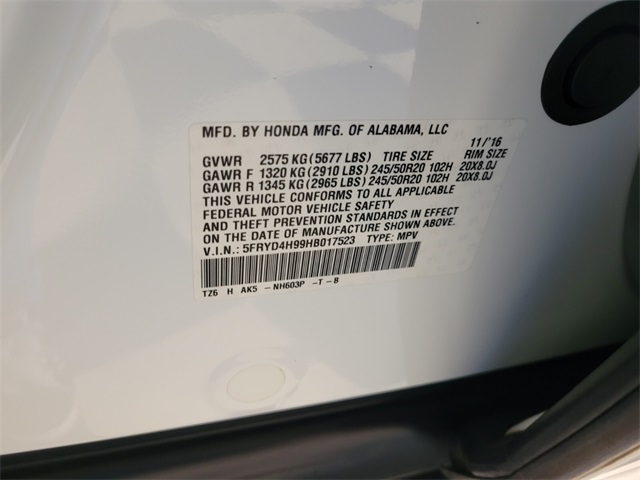 MFD. BY HONDA MFG. OF ALABAMA, LLC 11/'16
GVWR 2575 KG (5677 LBS) TIRE SIZE RIM SIZE
GAWR F 1320 KG (2910 LBS) 245/50R20 102H 20X8.0J
GAWR R 1345 KG (2965 LBS) 245/50R20 102H 20X8.0J
THIS VEHICLE CONFORMS TO ALL APPLICABLE
FEDERAL MOTOR VEHICLE SAFETY
AND THEFT PREVENTION STANDARDS IN EFFECT
ON THE DATE OF MANUFACTURE SHOWN ABOVE.
V.I.N.: 5FRYD4H99HB017523 TYPE: MPV
TZ6 H AK5 -NH603P -T-B